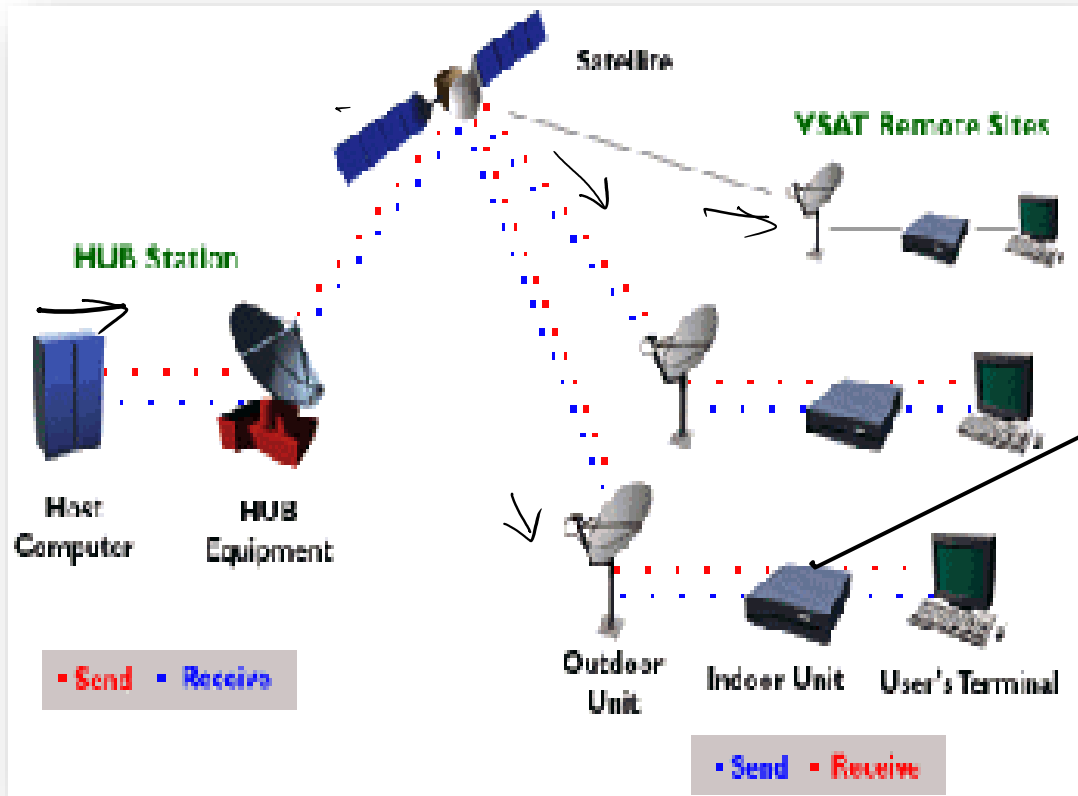 Satellite
VSAT Remote Sites
HUB Station
Host
Computer
HUB
Equipment
Outdoor
Unit
Indoor Unit
User's Terminal
Send Receive
Send Receive